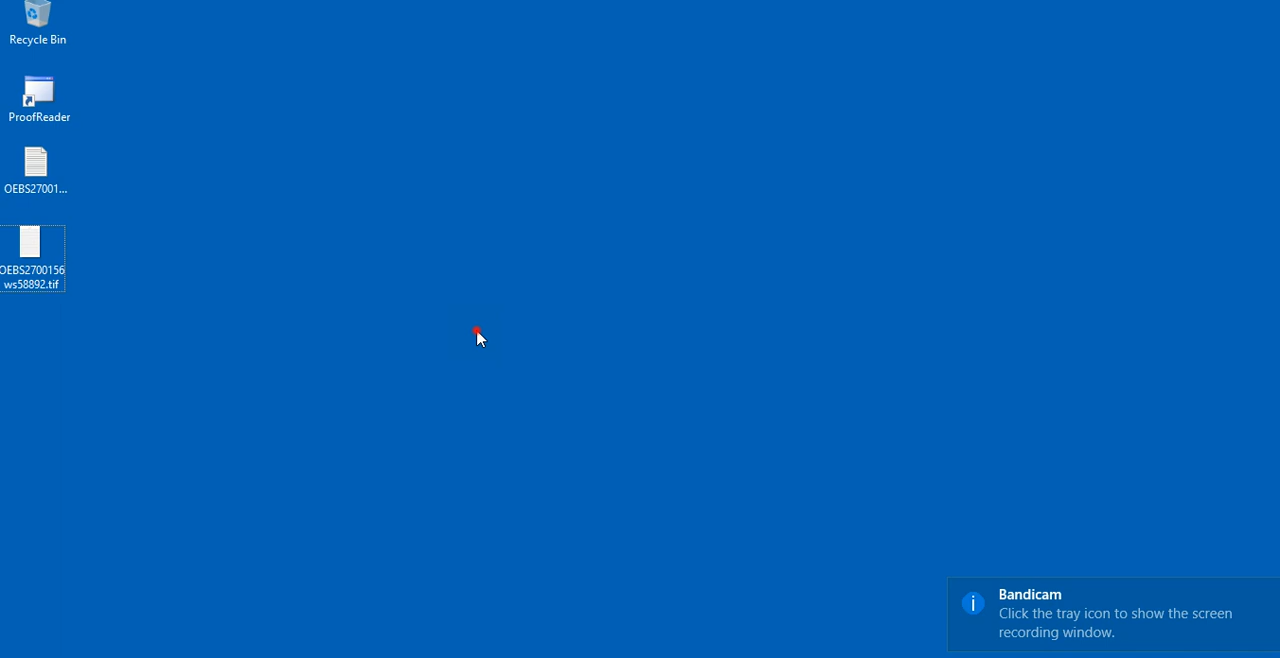 Recycle Bin
ProofReader
OEBS27001...
OEBS2700156
ws58892.tif
Bandicam
Click the tray icon to show the screen
recording window.